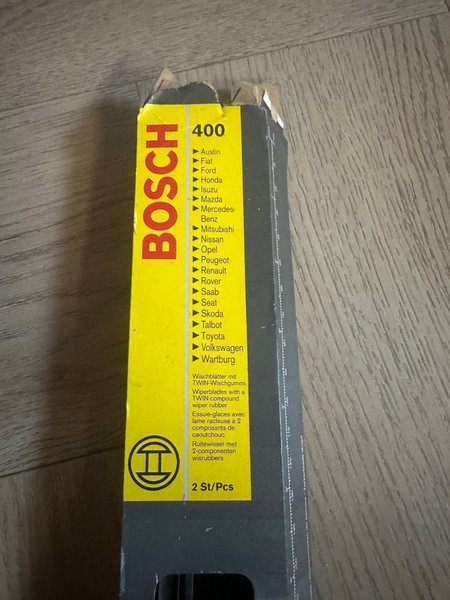 BOSCH
400
▶ Austin
▶ Fiat
▶ Ford
▶ Honda
▶ Isuzu
▶ Mazda
▶ Mercedes-
Benz
▶ Mitsubishi
▶ Nissan
▶ Opel
▶ Peugeot
▶ Renault
▶ Rover
▶ Saab
▶ Seat
▶ Skoda
▶ Talbot
▶ Toyota
▶ Volkswagen
▶ Wartburg
Wischblätter mit
TWIN-Wischgummi
Wiperblades with a
TWIN compound
wiper rubber
Essuie-glaces avec
lame racleuse à 2
composants de
caoutchouc
Ruitewisser met
2-componenten
wisrubbers
2 St/Pcs